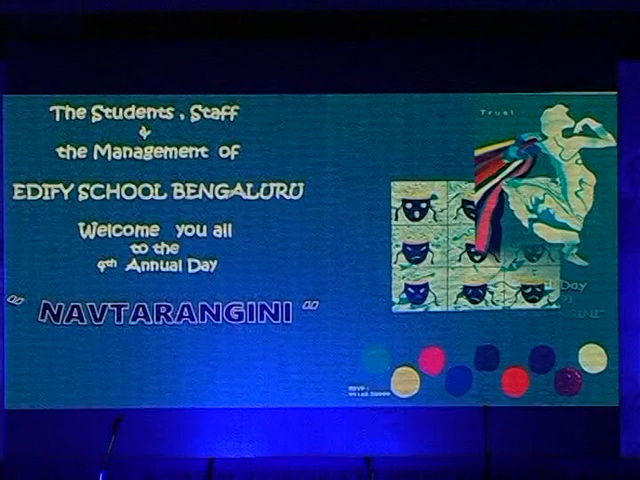 The Students , Staff
&
the Management of
EDIFY SCHOOL BENGALURU
Welcome you all
to the
4th Annual Day
" NAVTARANGINI "
Trust
Day